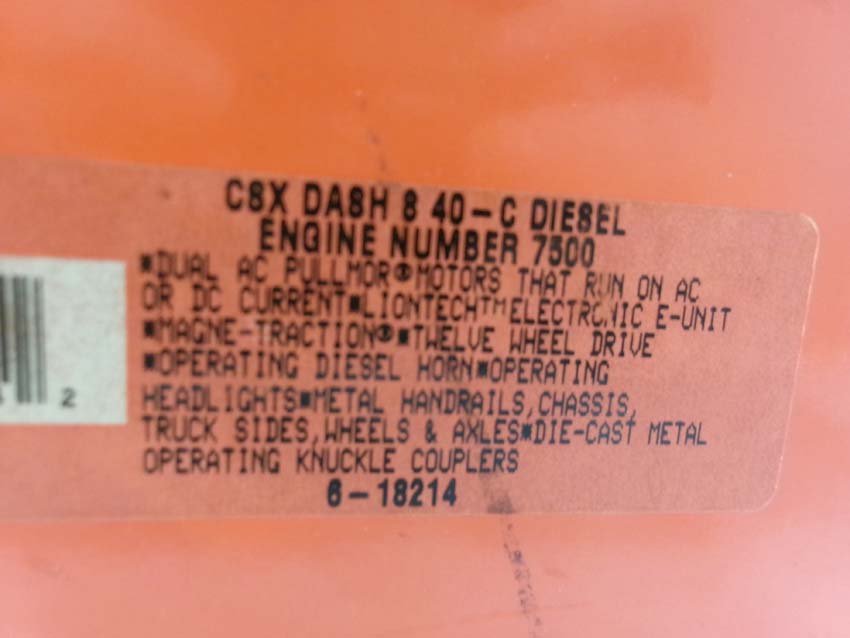 CSX DASH 8 40-C DIESEL
ENGINE NUMBER 7500
■DUAL AC PULLMOR®■MOTORS THAT RUN ON AC
OR DC CURRENT■LIONTECH™ELECTRONIC E-UNIT
■MAGNE-TRACTION®■TWELVE WHEEL DRIVE
■OPERATING DIESEL HORN■OPERATING
HEADLIGHTS■METAL HANDRAILS,CHASSIS,
TRUCK SIDES,WHEELS & AXLES■DIE-CAST METAL
OPERATING KNUCKLE COUPLERS
6-18214
2